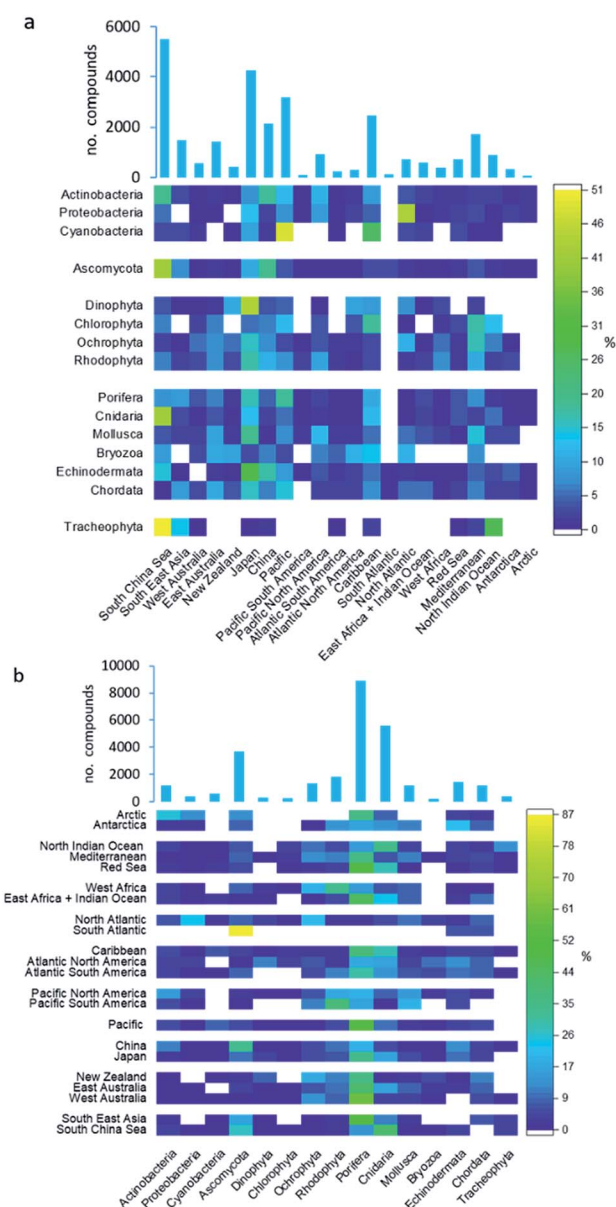 a
no. compounds
6000
4000
2000
0
Actinobacteria
Proteobacteria
Cyanobacteria
Ascomycota
Dinophyta
Chlorophyta
Ochrophyta
Rhodophyta
Porifera
Cnidaria
Mollusca
Bryozoa
Echinodermata
Chordata
Tracheophyta
51
46
41
36
31
26
20
15
10
5
0
%
South China Sea
South East Asia
West Australia
East Australia
New Zealand
Japan
China
Pacific
Pacific South America
Pacific North America
Atlantic South America
Atlantic North America
Caribbean
South Atlantic
North Atlantic
East Africa + Indian Ocean
West Africa
Red Sea
Mediterranean
North Indian Ocean
Antarctica
Arctic
b
no. compounds
10000
8000
6000
4000
2000
0
Arctic
Antarctica
North Indian Ocean
Mediterranean
Red Sea
West Africa
East Africa + Indian Ocean
North Atlantic
South Atlantic
Caribbean
Atlantic North America
Atlantic South America
Pacific North America
Pacific South America
Pacific
China
Japan
New Zealand
East Australia
West Australia
South East Asia
South China Sea
87
78
70
61
52
44
35
26
17
9
0
%
Actinobacteria
Proteobacteria
Cyanobacteria
Ascomycota
Dinophyta
Chlorophyta
Ochrophyta
Rhodophyta
Porifera
Cnidaria
Mollusca
Bryozoa
Echinodermata
Chordata
Tracheophyta